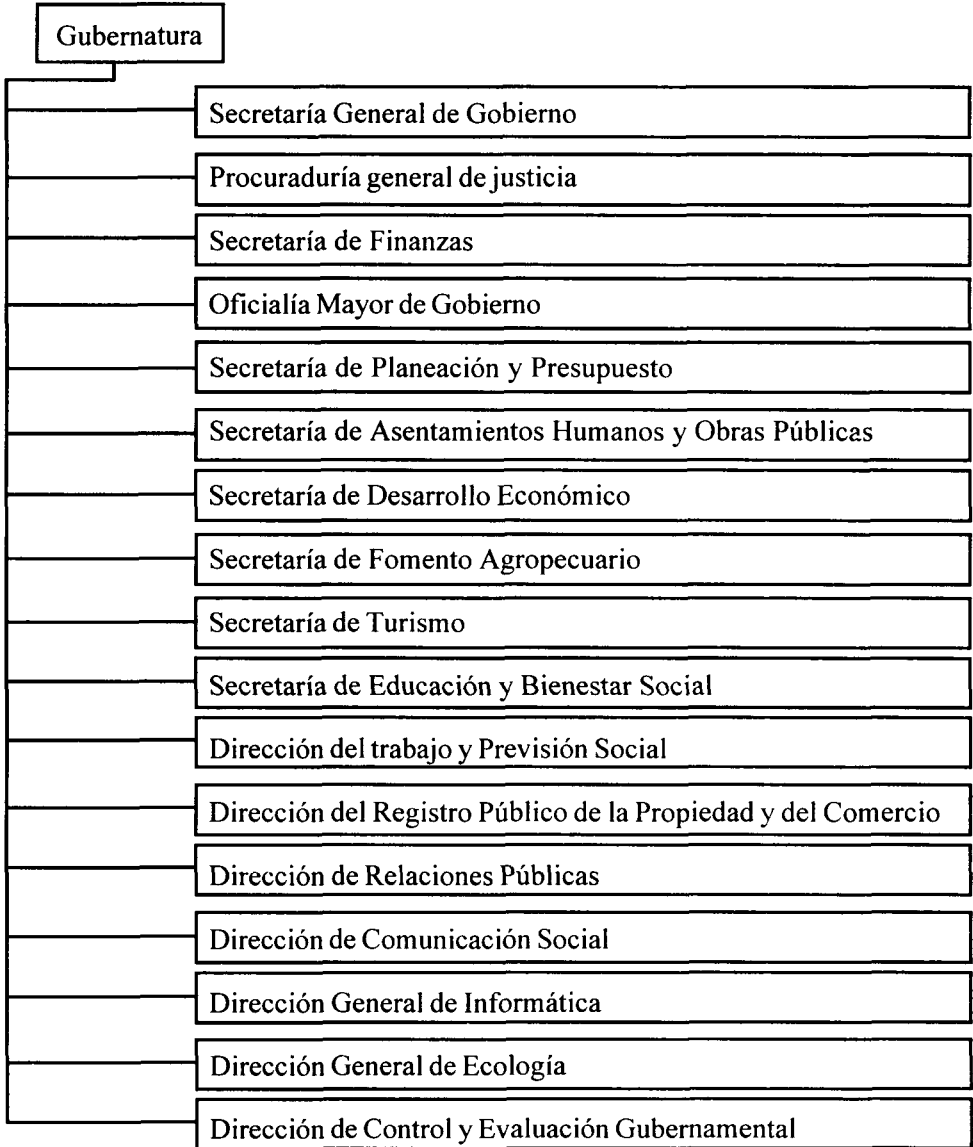 Gubernatura
Secretaría General de Gobierno
Procuraduría general de justicia
Secretaría de Finanzas
Oficialía Mayor de Gobierno
Secretaría de Planeación y Presupuesto
Secretaría de Asentamientos Humanos y Obras Públicas
Secretaría de Desarrollo Económico
Secretaría de Fomento Agropecuario
Secretaría de Turismo
Secretaría de Educación y Bienestar Social
Dirección del trabajo y Previsión Social
Dirección del Registro Público de la Propiedad y del Comercio
Dirección de Relaciones Públicas
Dirección de Comunicación Social
Dirección General de Informática
Dirección General de Ecología
Dirección de Control y Evaluación Gubernamental